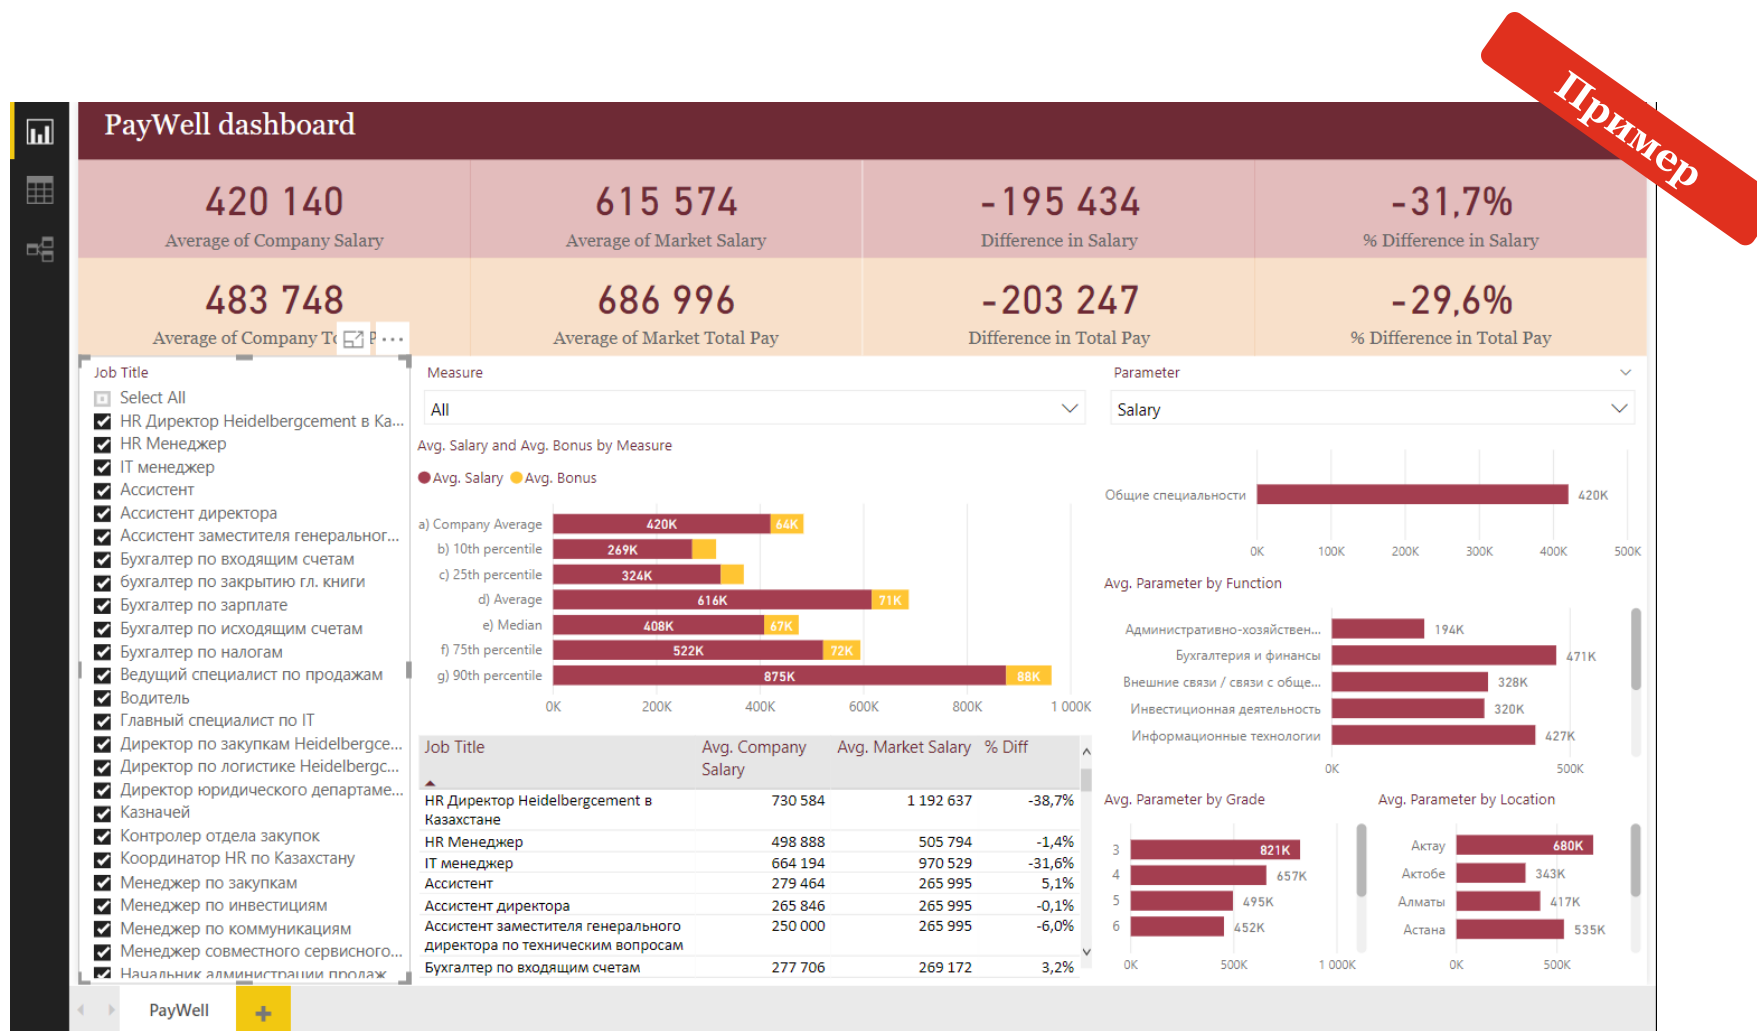 Пример
PayWell dashboard
420 140
Average of Company Salary
615 574
Average of Market Salary
-195 434
Difference in Salary
-31,7%
% Difference in Salary
483 748
Average of Company
686 996
Average of Market Total Pay
-203 247
Difference in Total Pay
-29,6%
% Difference in Total Pay
Job Title
Select All
HR Директор Heidelbergcement в Ка...
HR Менеджер
IT менеджер
Ассистент
Ассистент директора
Ассистент заместителя генеральног...
Бухгалтер по входящим счетам
бухгалтер по закрытию гл. книги
Бухгалтер по зарплате
Бухгалтер по исходящим счетам
Бухгалтер по налогам
Ведущий специалист по продажам
Водитель
Главный специалист по IT
Директор по закупкам Heidelbergce...
Директор по логистике Heidelbergc...
Директор юридического департаме...
Казначей
Контролер отдела закупок
Координатор HR по Казахстану
Менеджер по закупкам
Менеджер по инвестициям
Менеджер по коммуникациям
Менеджер совместного сервисного...
Начальник администрации продаж
Measure
All
Parameter
Salary
Avg. Salary and Avg. Bonus by Measure
Avg. Salary Avg. Bonus
a) Company Average 420K 64K
b) 10th percentile 269K
c) 25th percentile 324K
d) Average 616K 71K
e) Median 408K 67K
f) 75th percentile 522K 72K
g) 90th percentile 875K 88K
0K 200K 400K 600K 800K 1 000K
Job Title Avg. Company Salary Avg. Market Salary % Diff
HR Директор Heidelbergcement в Казахстане 730 584 1 192 637 -38,7%
HR Менеджер 498 888 505 794 -1,4%
IT менеджер 664 194 970 529 -31,6%
Ассистент 279 464 265 995 5,1%
Ассистент директора 265 846 265 995 -0,1%
Ассистент заместителя генерального директора по техническим вопросам 250 000 265 995 -6,0%
Бухгалтер по входящим счетам 277 706 269 172 3,2%
Общие специальности 420K
0K 100K 200K 300K 400K 500K
Avg. Parameter by Function
Административно-хозяйствен... 194K
Бухгалтерия и финансы 471K
Внешние связи / связи с обще... 328K
Инвестиционная деятельность 320K
Информационные технологии 427K
0K 500K
Avg. Parameter by Grade
3 821K
4 657K
5 495K
6 452K
0K 500K 1 000K
Avg. Parameter by Location
Актау 680K
Актобе 343K
Алматы 417K
Астана 535K
0K 500K
PayWell
+